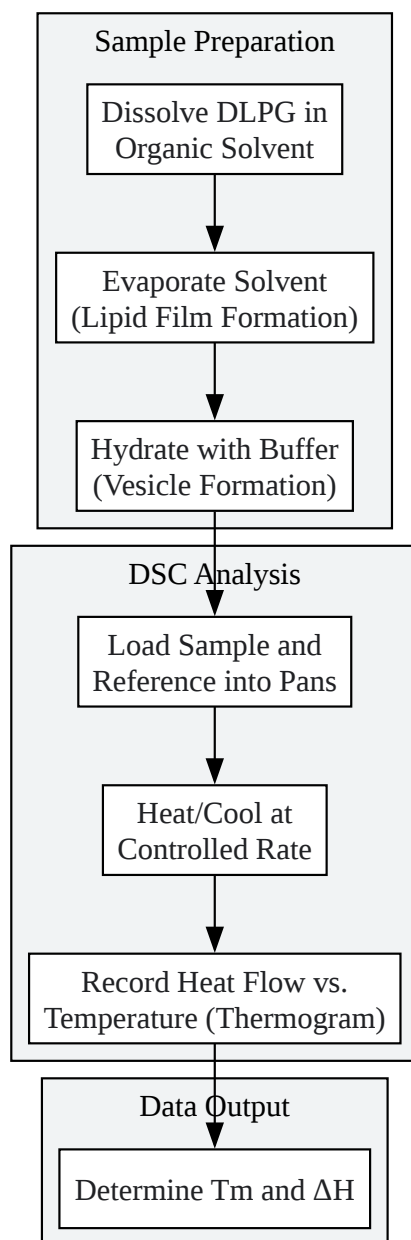 Sample Preparation
Dissolve DLPG in
Organic Solvent
Evaporate Solvent
(Lipid Film Formation)
Hydrate with Buffer
(Vesicle Formation)
DSC Analysis
Load Sample and
Reference into Pans
Heat/Cool at
Controlled Rate
Record Heat Flow vs.
Temperature (Thermogram)
Data Output
Determine Tm and ΔH